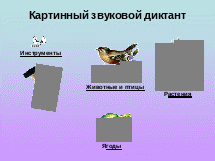 Картинный звуковой диктант
Инструменты
Животные и птицы
Растения
Ягоды